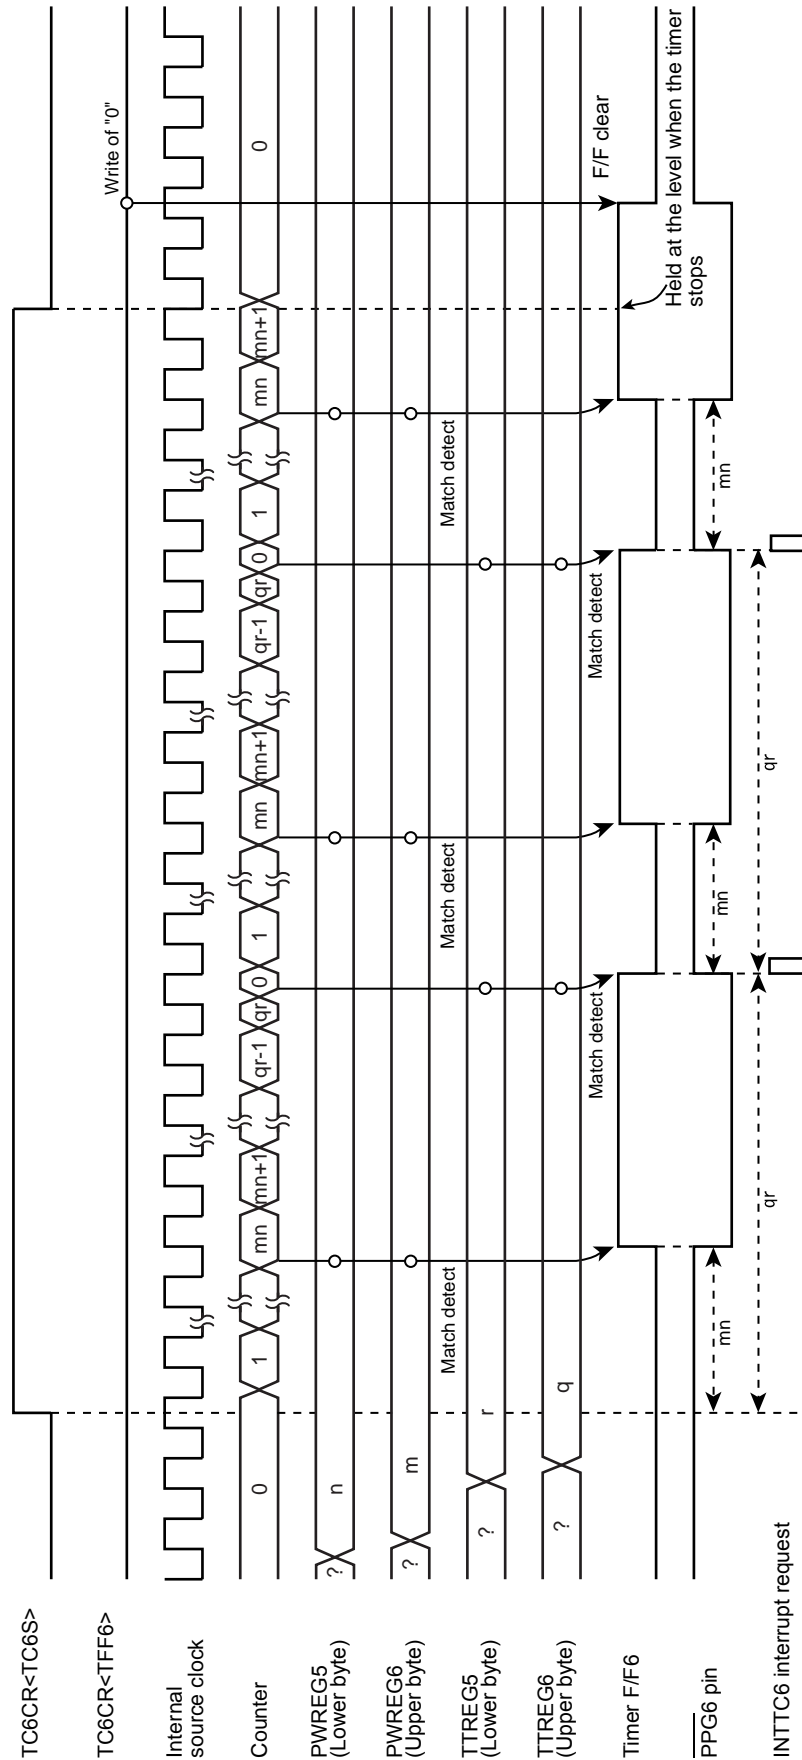 TC6CR<TC6S>
TC6CR<TFF6>
Write of "0"
Internal
source clock
Counter
0
1
mn
mn+1
qr-1
qr
0
1
mn
mn+1
qr-1
qr
0
1
mn
mn+1
0
PWREG5
(Lower byte)
?
n
PWREG6
(Upper byte)
?
m
Match detect
Match detect
Match detect
TTREG5
(Lower byte)
?
r
TTREG6
(Upper byte)
?
q
Match detect
Match detect
F/F clear
Timer F/F6
Held at the level when the timer
stops
PPG6 pin
mn
mn
mn
qr
qr
INTTC6 interrupt request